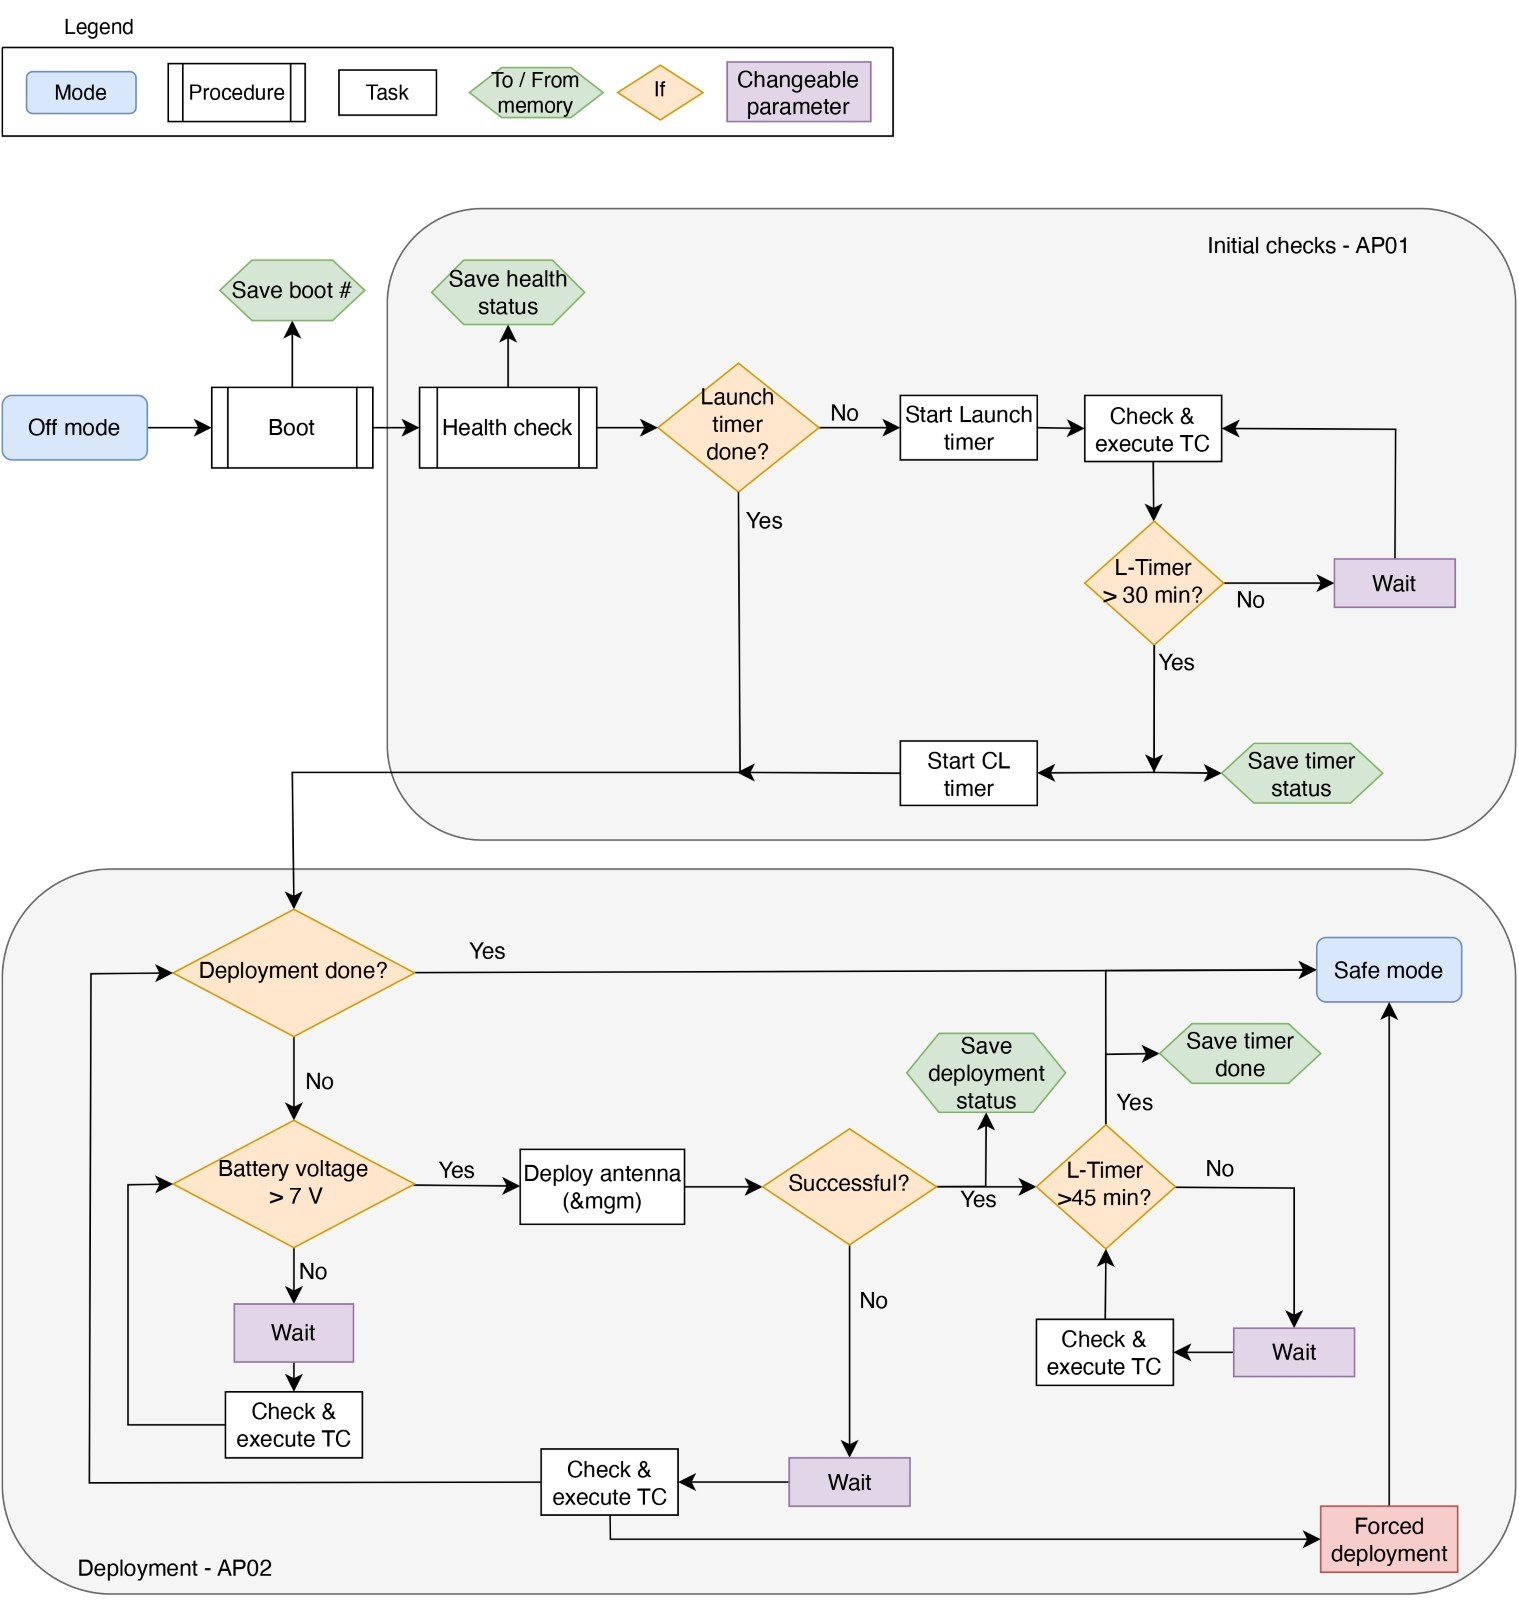 Legend
Mode
Procedure
Task
To / From
memory
If
Changeable
parameter
Initial checks - AP01
Save boot #
Save health
status
Off mode
Boot
Health check
Launch
timer
done?
No
Start Launch
timer
Check &
execute TC
Yes
L-Timer
> 30 min?
No
Wait
Yes
Start CL
timer
Save timer
status
Deployment done?
Yes
Safe mode
No
Save
deployment
status
Save timer
done
Yes
Battery voltage
> 7 V
Yes
Deploy antenna
(&mgm)
Successful?
Yes
L-Timer
>45 min?
No
No
Wait
No
Check &
execute TC
Wait
Check &
execute TC
Check &
execute TC
Wait
Forced
deployment
Deployment - AP02